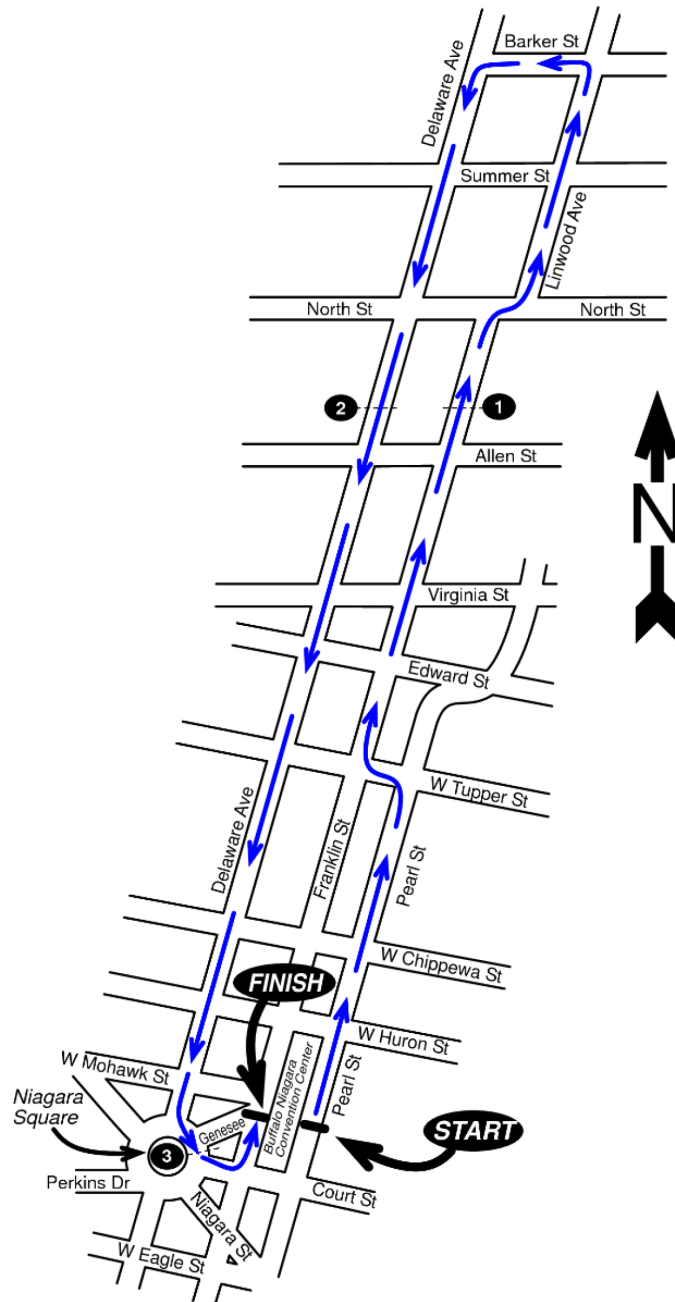 Barker St
Delaware Ave
Summer St
Linwood Ave
North St
North St
2
1
Allen St
N
Virginia St
Edward St
W Tupper St
Delaware Ave
Franklin St
Pearl St
W Chippewa St
FINISH
W Huron St
W Mohawk St
Buffalo Niagara
Convention Center
Pearl St
Niagara
Square
Genesee
START
3
Perkins Dr
Court St
Niagara St
W Eagle St